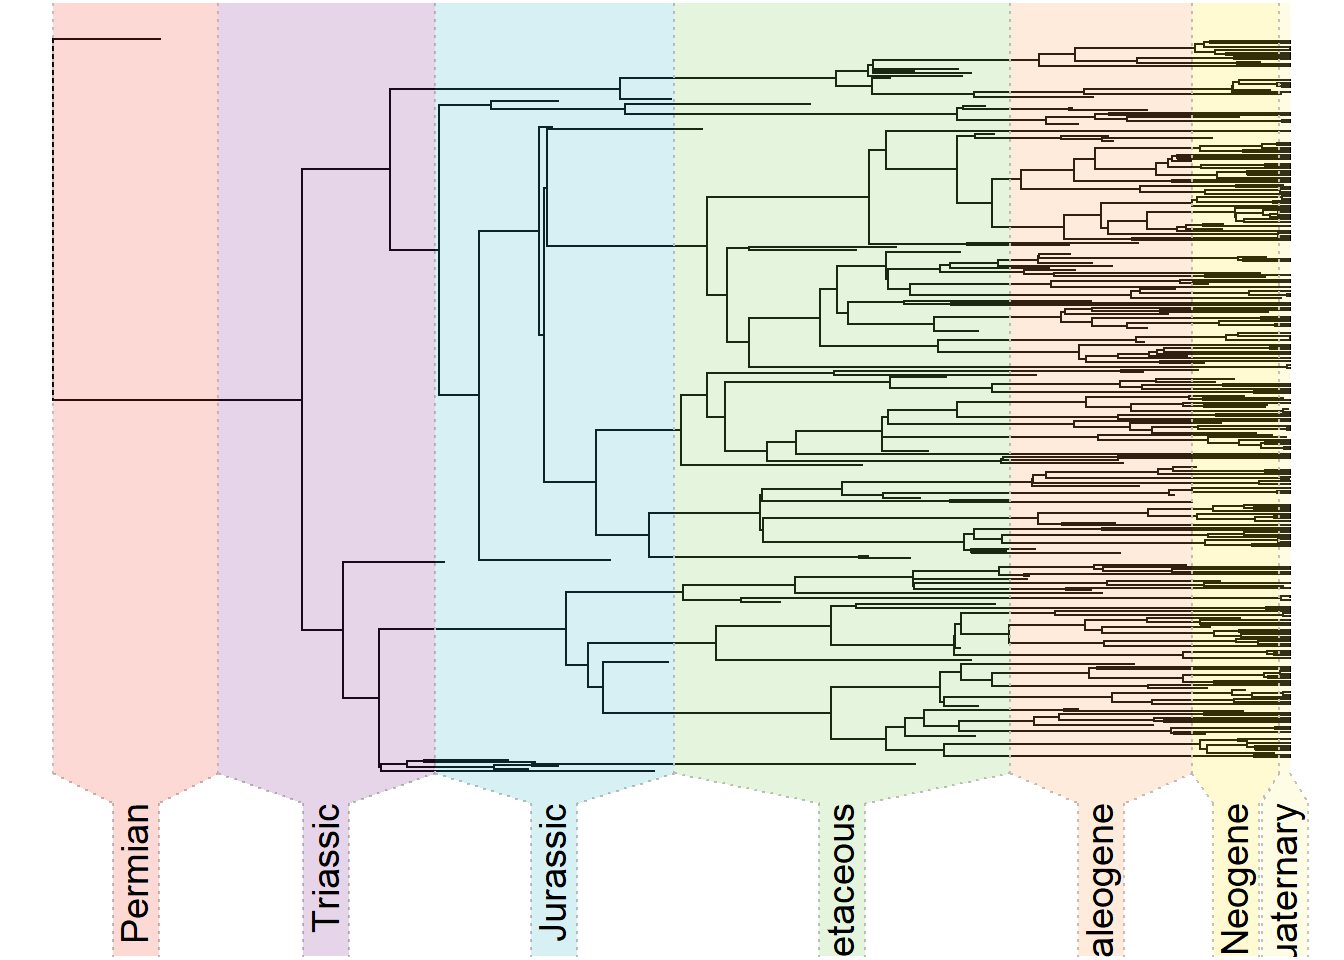 Permian
Triassic
Jurassic
etaceous
aleogene
Neogene
uaternary